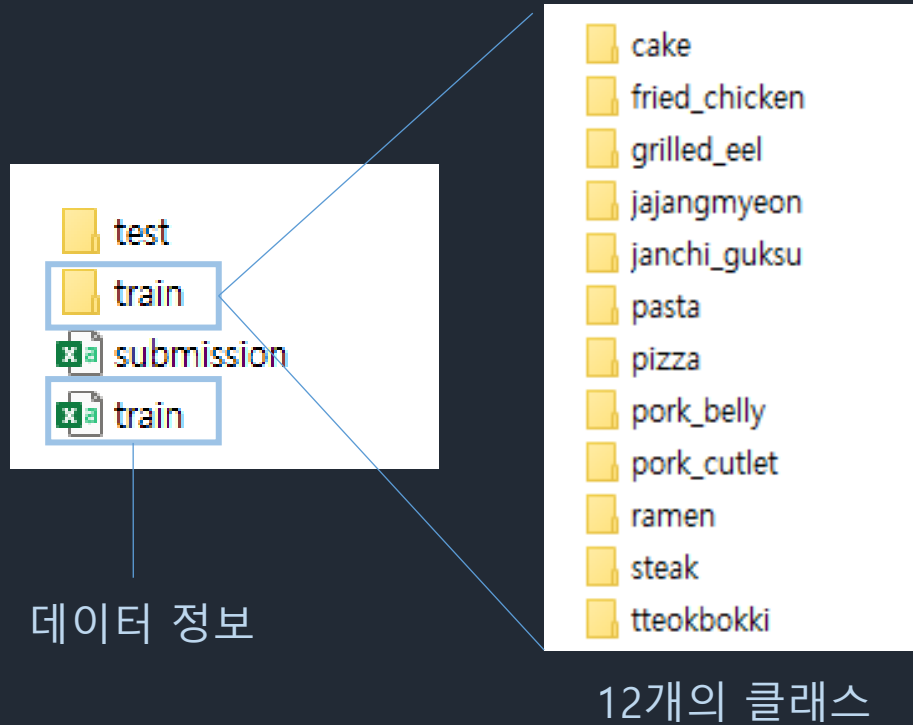 test
train
submission
train
데이터 정보
cake
fried_chicken
grilled_eel
jajangmyeon
janchi_guksu
pasta
pizza
pork_belly
pork_cutlet
ramen
steak
tteokbokki
12개의 클래스